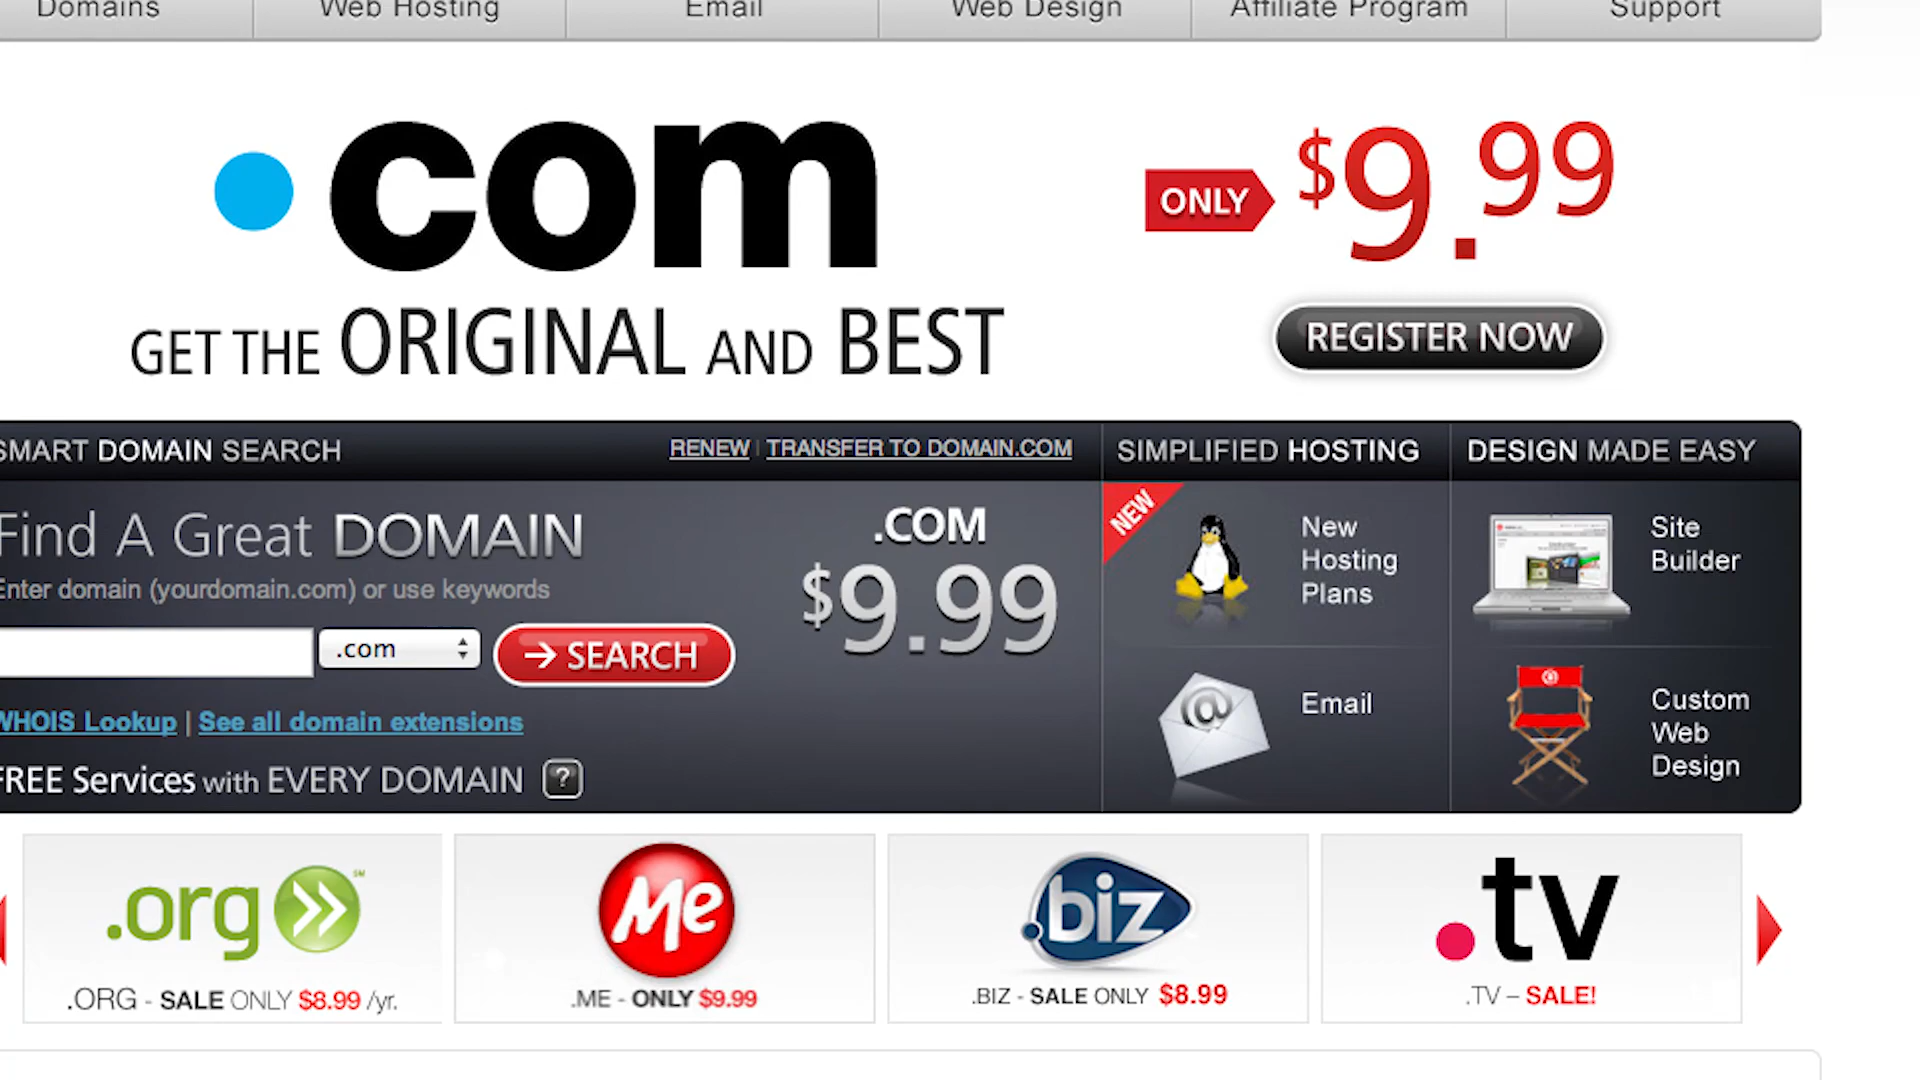 Domains
Web Hosting
Email
Web Design
Affiliate Program
Support
.com
ONLY $9.99
GET THE ORIGINAL AND BEST
REGISTER NOW
SMART DOMAIN SEARCH
RENEW | TRANSFER TO DOMAIN.COM
SIMPLIFIED HOSTING
DESIGN MADE EASY
Find A Great DOMAIN
Enter domain (yourdomain.com) or use keywords
.com
→ SEARCH
.COM
$9.99
WHOIS Lookup | See all domain extensions
FREE Services with EVERY DOMAIN ?
NEW
New
Hosting
Plans
@
Email
Site
Builder
Custom
Web
Design
.org SM
.ORG - SALE ONLY $8.99 /yr.
Me
.ME - ONLY $9.99
.biz
.BIZ - SALE ONLY $8.99
.tv
.TV – SALE!